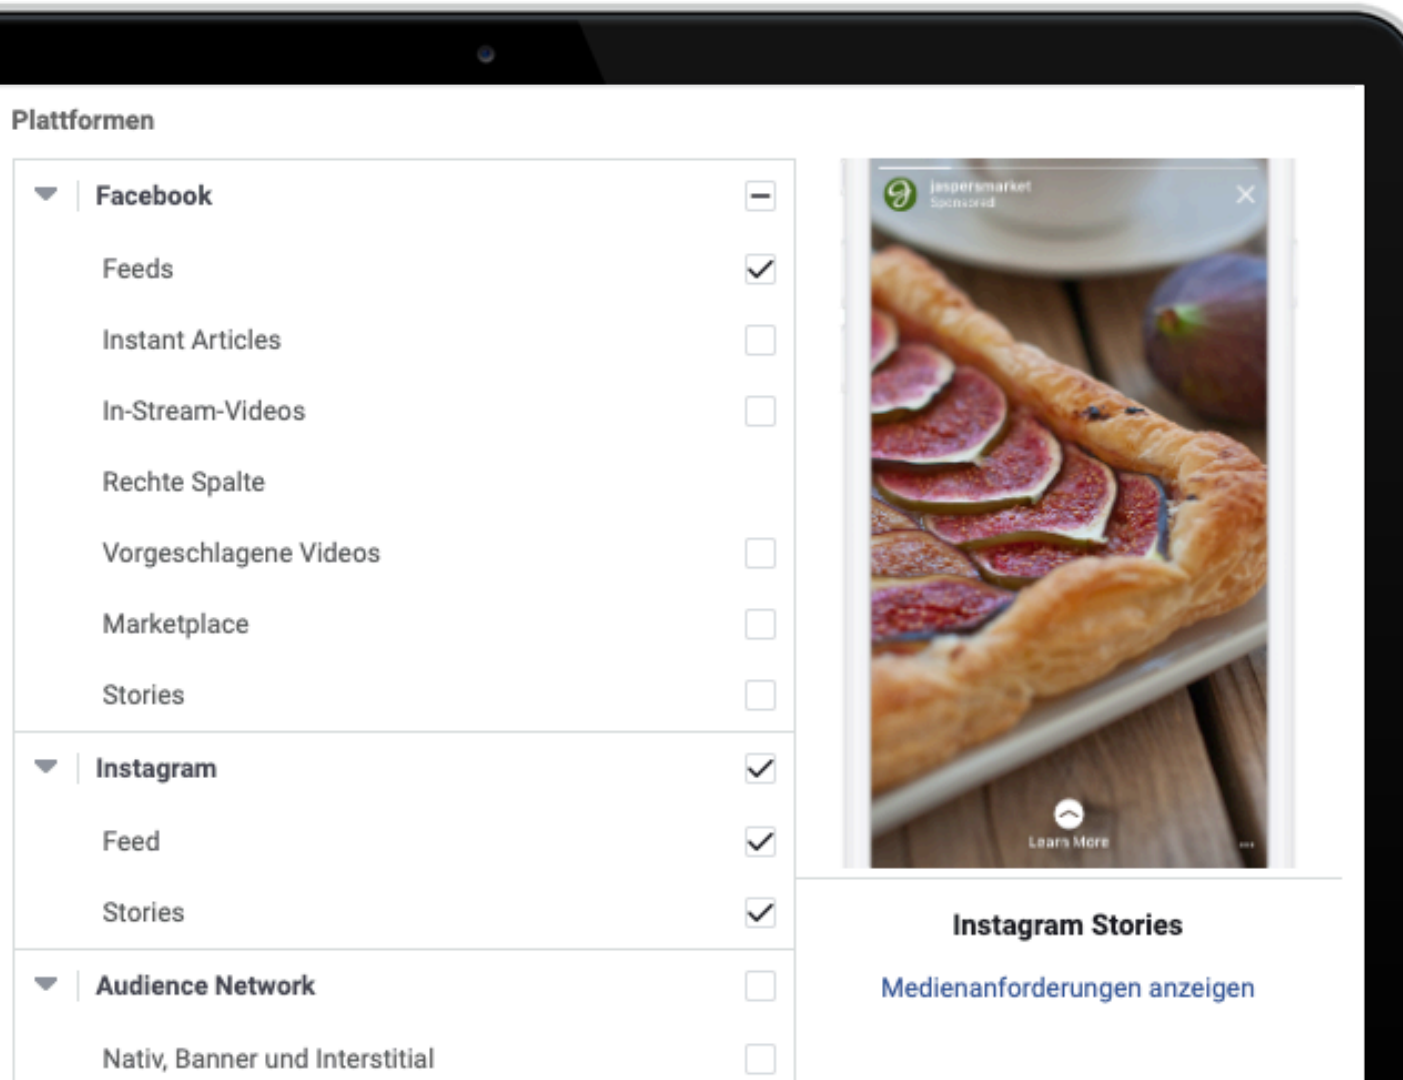 Plattformen
Facebook
Feeds
Instant Articles
In-Stream-Videos
Rechte Spalte
Vorgeschlagene Videos
Marketplace
Stories
Instagram
Feed
Stories
Audience Network
Nativ, Banner und Interstitial
jaspersmarket
Sponsored
Learn More
Instagram Stories
Medienanforderungen anzeigen